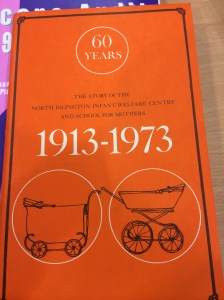 60
YEARS
THE STORY OF THE
NORTH ISLINGTON INFANT WELFARE CENTRE
AND SCHOOL FOR MOTHERS
1913-1973